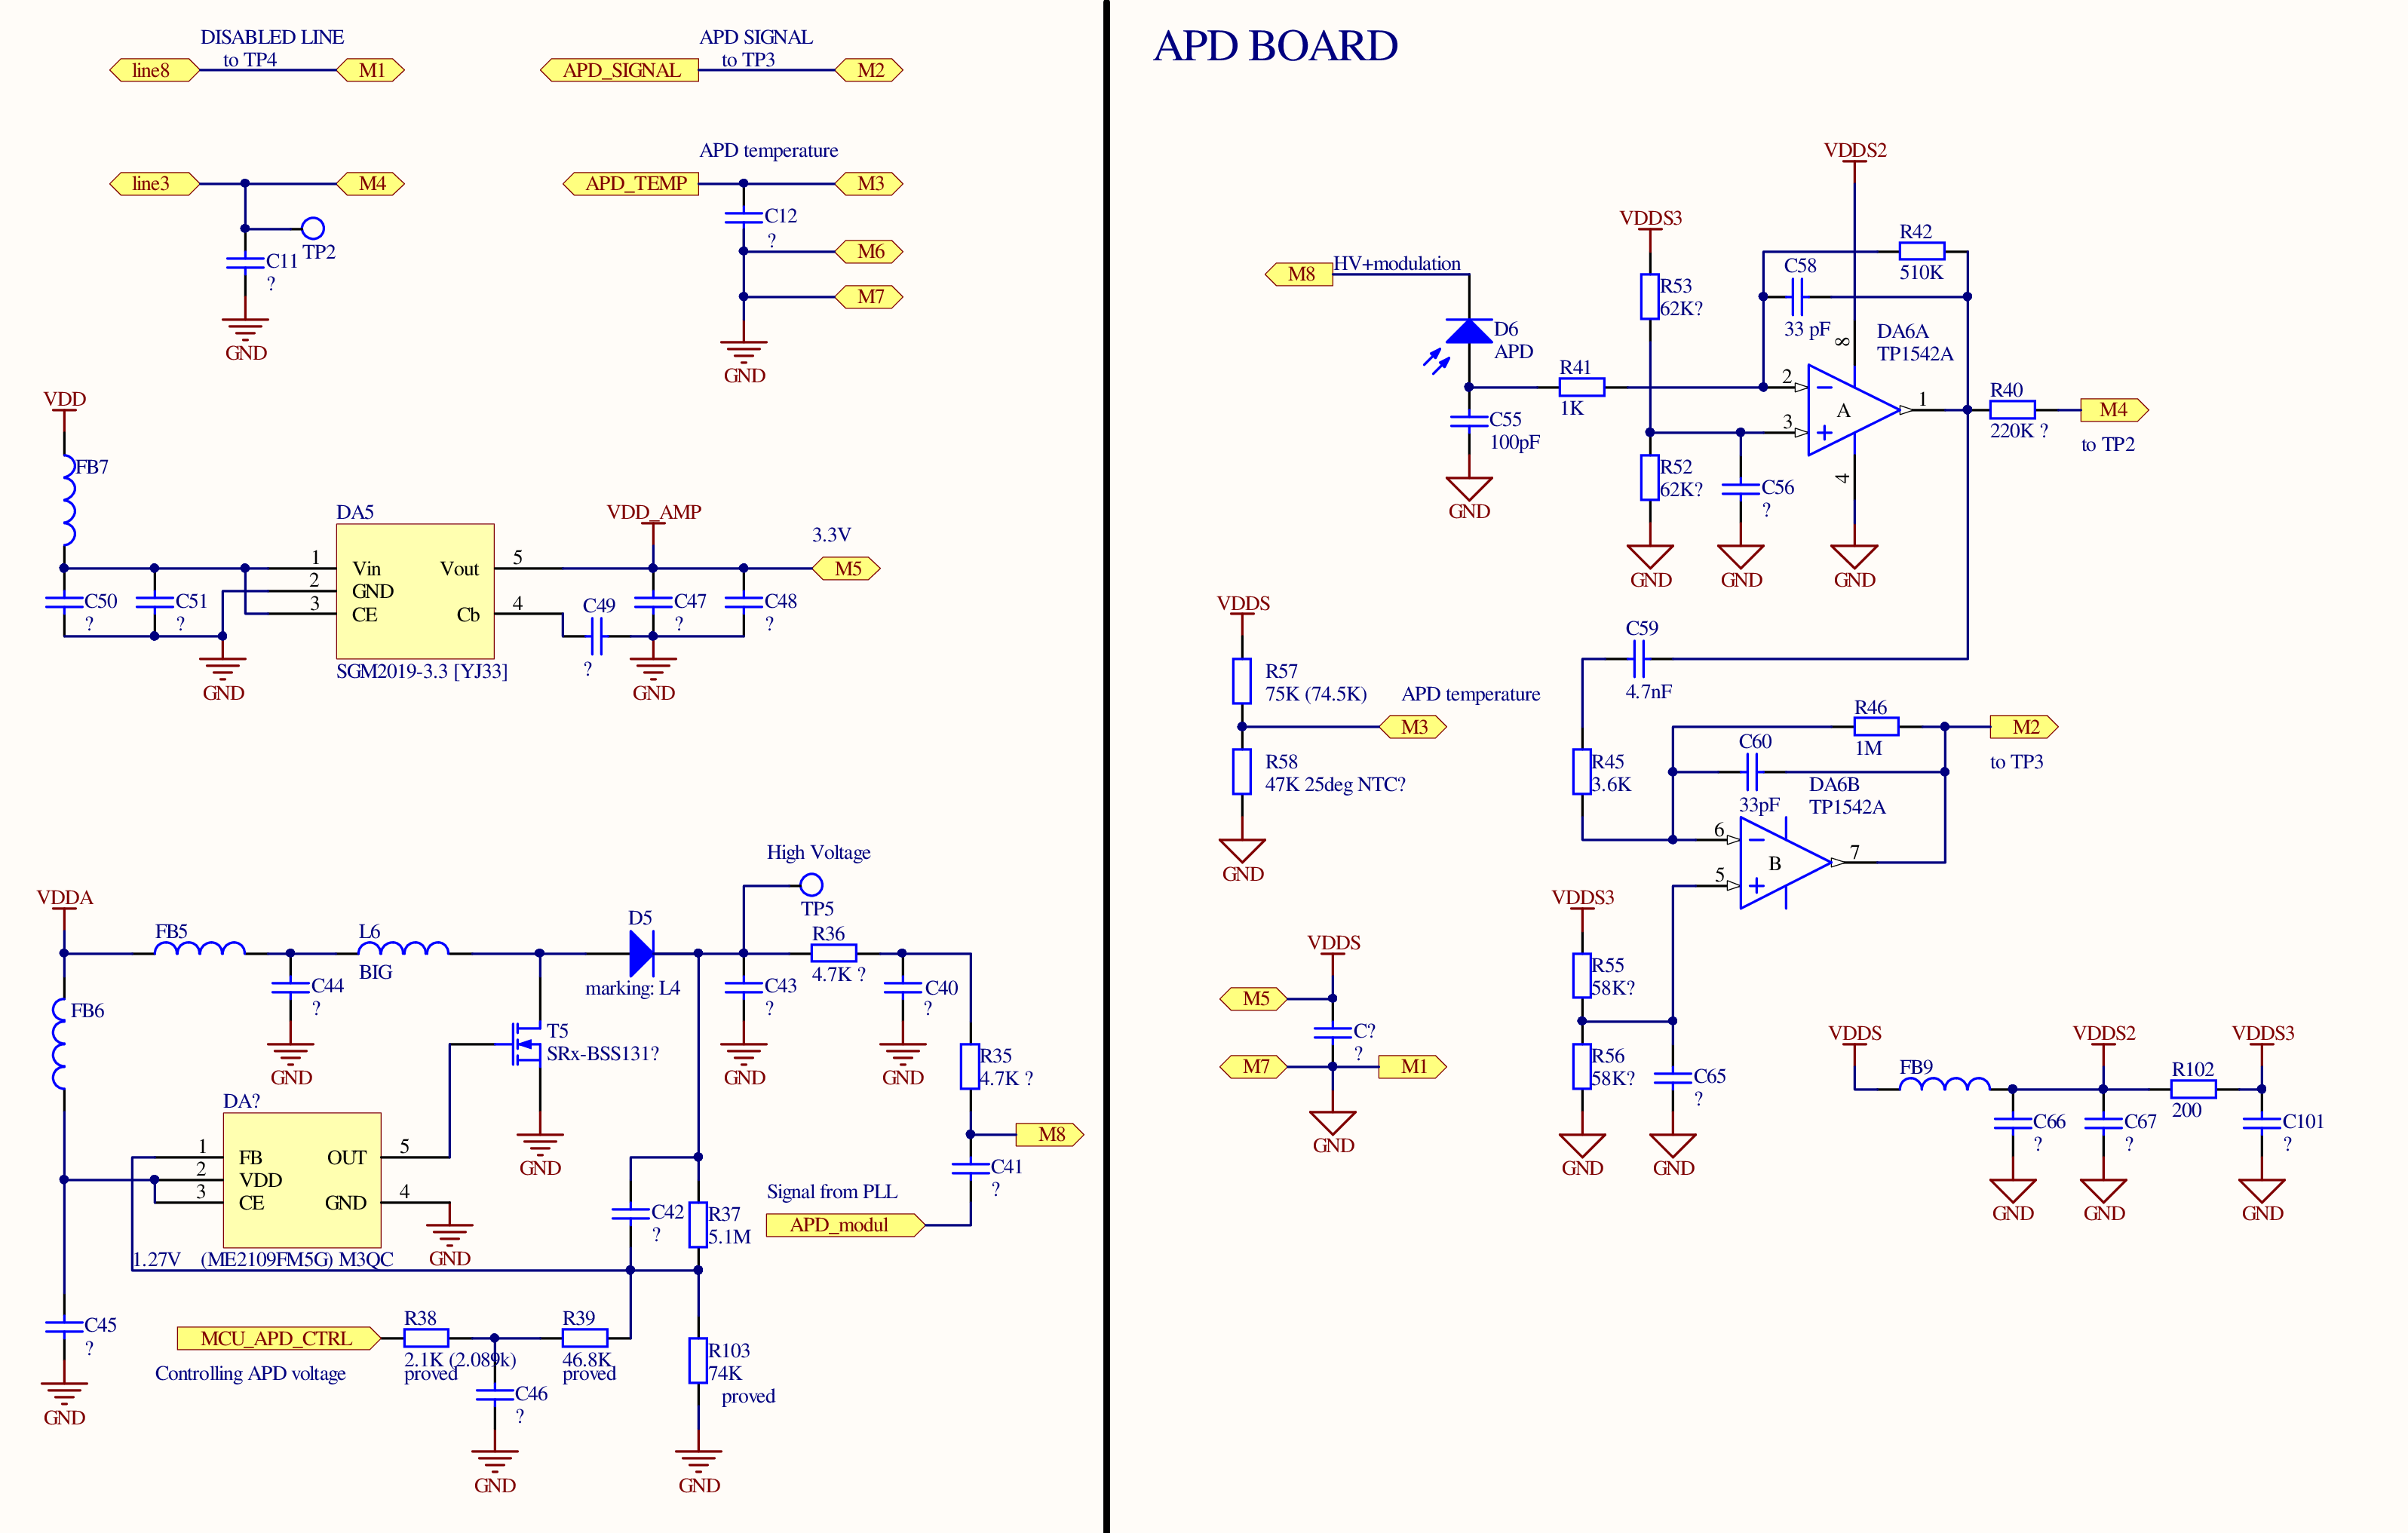 DISABLED LINE
to TP4
line8
M1
APD SIGNAL
to TP3
APD_SIGNAL
M2
line3
M4
TP2
C11
?
GND
APD temperature
APD_TEMP
M3
C12
?
M6
M7
GND
VDD
FB7
C50
?
C51
?
GND
DA5
1
2
3
Vin
GND
CE
Vout
Cb
5
4
SGM2019-3.3 [YJ33]
C49
?
VDD_AMP
C47
?
C48
?
GND
3.3V
M5
VDDA
FB5
L6
BIG
C44
?
GND
FB6
D5
marking: L4
T5
SRx-BSS131?
GND
High Voltage
TP5
R36
4.7K ?
C43
?
GND
C40
?
GND
R35
4.7K ?
M8
C41
?
Signal from PLL
APD_modul
DA?
1
2
3
FB
VDD
CE
OUT
GND
5
4
GND
1.27V
(ME2109FM5G) M3QC
C42
?
R37
5.1M
C45
?
GND
MCU_APD_CTRL
Controlling APD voltage
R38
2.1K (2.089k)
proved
R39
46.8K
proved
C46
?
GND
R103
74K
proved
GND
APD BOARD
M8
HV+modulation
D6
APD
C55
100pF
GND
R41
1K
VDDS3
R53
62K?
R52
62K?
GND
C56
?
GND
VDDS2
R42
510K
C58
33 pF
DA6A
TP1542A
8
2
3
A
1
4
GND
R40
220K ?
M4
to TP2
VDDS
R57
75K (74.5K)
APD temperature
M3
R58
47K 25deg NTC?
GND
C59
4.7nF
R45
3.6K
R46
1M
M2
to TP3
C60
33pF
DA6B
TP1542A
6
5
B
7
VDDS3
R55
58K?
R56
58K?
GND
C65
?
GND
VDDS
M5
C?
?
M7
M1
GND
VDDS
FB9
C66
?
GND
VDDS2
C67
?
GND
R102
200
VDDS3
C101
?
GND